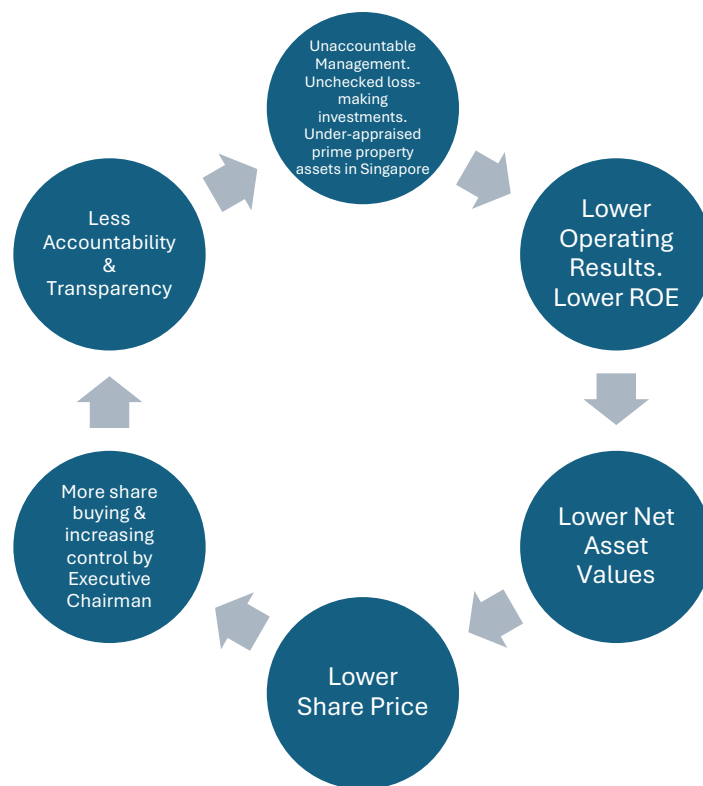 Unaccountable
Management.
Unchecked loss-
making
investments.
Under-appraised
prime property
assets in Singapore
Lower
Operating
Results.
Lower ROE
Lower Net
Asset
Values
Lower
Share Price
More share
buying &
increasing
control by
Executive
Chairman
Less
Accountability
&
Transparency